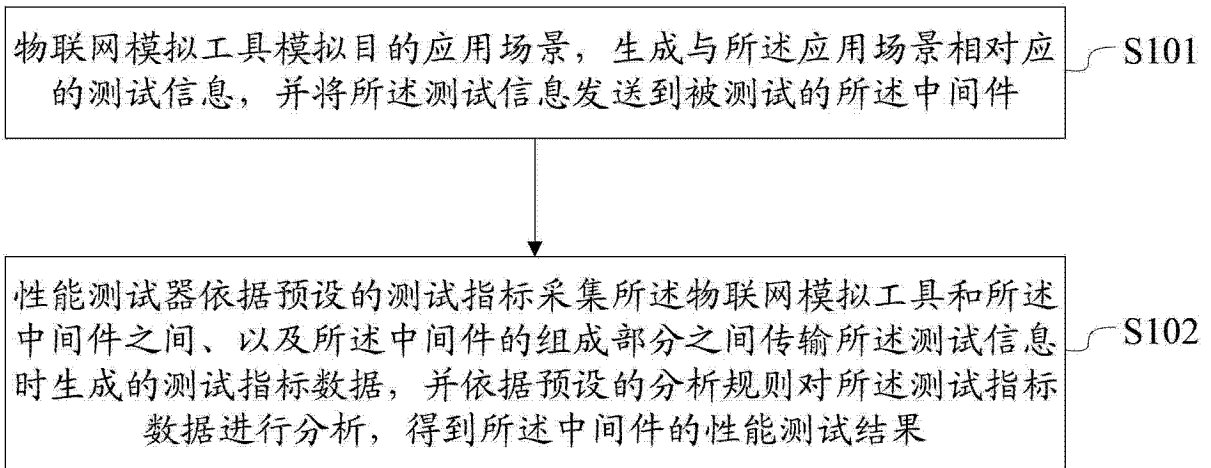 物联网模拟工具模拟目的应用场景，生成与所述应用场景相对应
的测试信息，并将所述测试信息发送到被测试的所述中间件
S101
性能测试器依据预设的测试指标采集所述物联网模拟工具和所述
中间件之间、以及所述中间件的组成部分之间传输所述测试信息
时生成的测试指标数据，并依据预设的分析规则对所述测试指标
数据进行分析，得到所述中间件的性能测试结果
S102